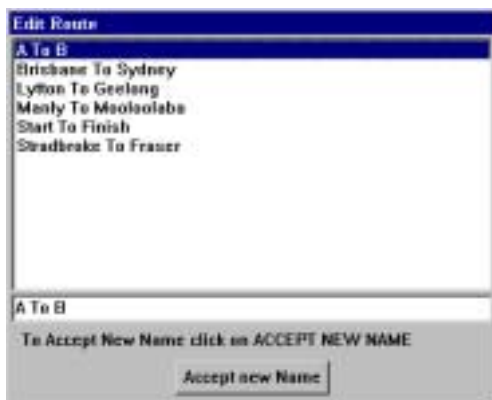 Edit Route
A To B
Brisbane To Sydney
Lytton To Geelong
Manly To Mooloolaba
Start To Finish
Stradbroke To Fraser
A To B
To Accept New Name click on ACCEPT NEW NAME
Accept new Name